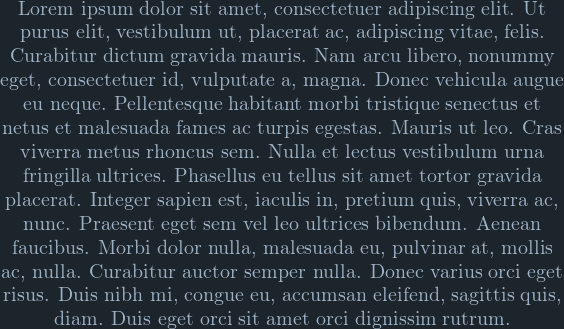 Lorem ipsum dolor sit amet, consectetuer adipiscing elit. Ut
purus elit, vestibulum ut, placerat ac, adipiscing vitae, felis.
Curabitur dictum gravida mauris. Nam arcu libero, nonummy
eget, consectetuer id, vulputate a, magna. Donec vehicula augue
eu neque. Pellentesque habitant morbi tristique senectus et
netus et malesuada fames ac turpis egestas. Mauris ut leo. Cras
viverra metus rhoncus sem. Nulla et lectus vestibulum urna
fringilla ultrices. Phasellus eu tellus sit amet tortor gravida
placerat. Integer sapien est, iaculis in, pretium quis, viverra ac,
nunc. Praesent eget sem vel leo ultrices bibendum. Aenean
faucibus. Morbi dolor nulla, malesuada eu, pulvinar at, mollis
ac, nulla. Curabitur auctor semper nulla. Donec varius orci eget
risus. Duis nibh mi, congue eu, accumsan eleifend, sagittis quis,
diam. Duis eget orci sit amet orci dignissim rutrum.